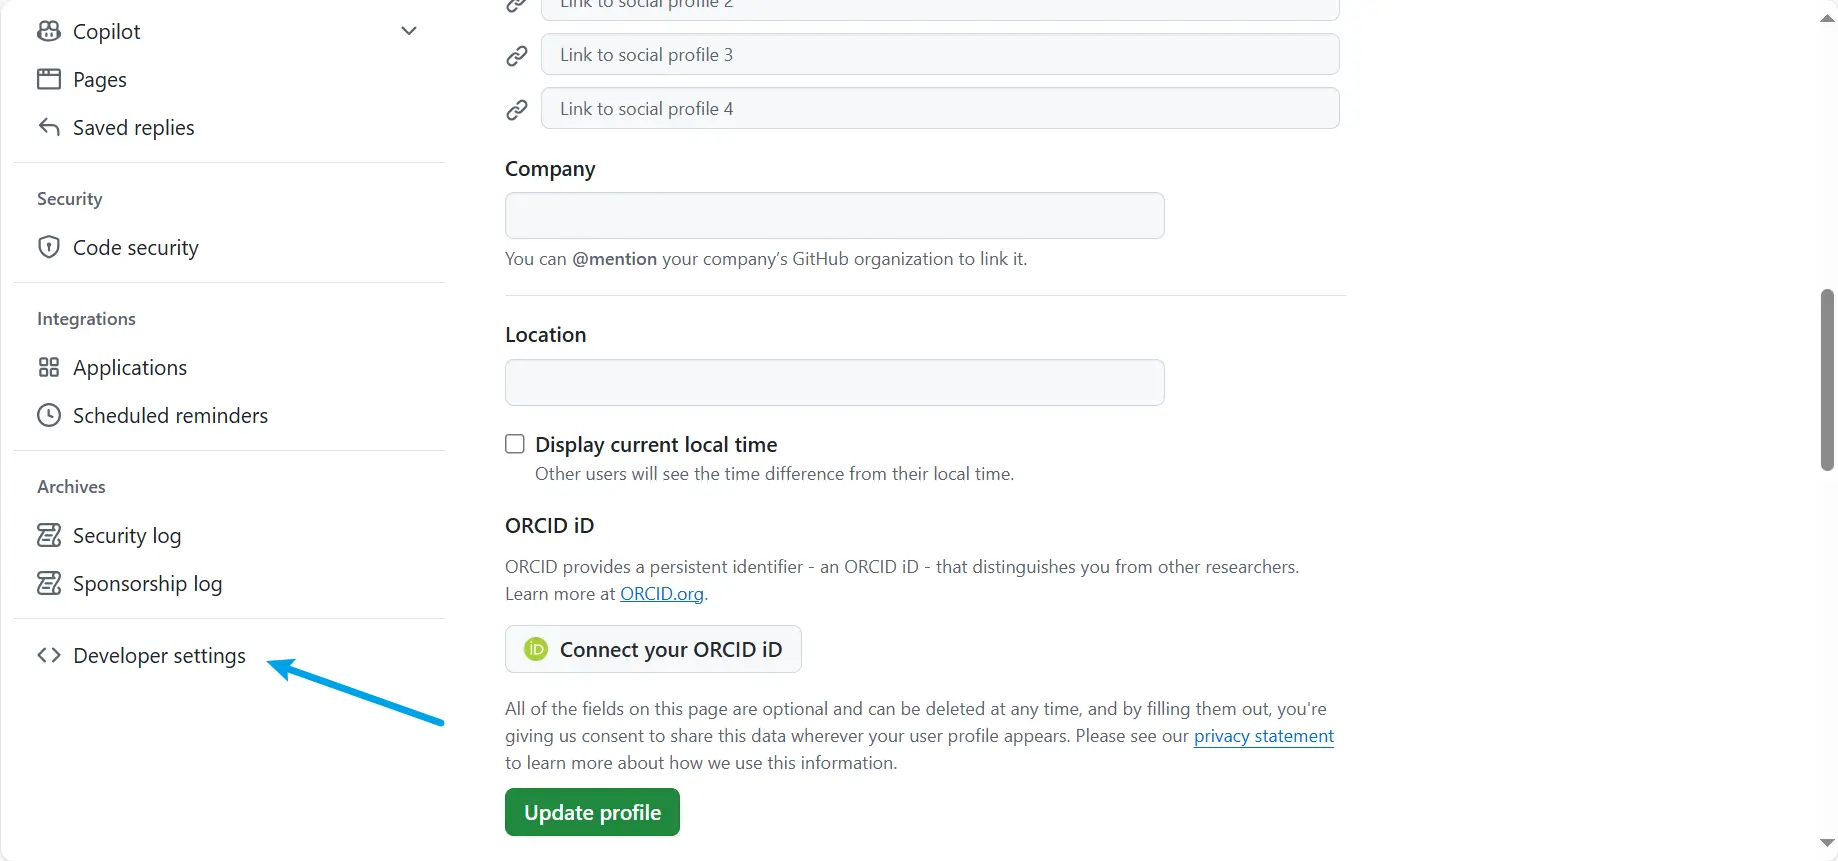 Copilot
Pages
Saved replies
Security
Code security
Integrations
Applications
Scheduled reminders
Archives
Security log
Sponsorship log
Developer settings
Link to social profile 2
Link to social profile 3
Link to social profile 4
Company
You can @mention your company’s GitHub organization to link it.
Location
Display current local time
Other users will see the time difference from their local time.
ORCID iD
ORCID provides a persistent identifier - an ORCID iD - that distinguishes you from other researchers.
Learn more at ORCID.org.
iD Connect your ORCID iD
All of the fields on this page are optional and can be deleted at any time, and by filling them out, you're
giving us consent to share this data wherever your user profile appears. Please see our privacy statement
to learn more about how we use this information.
Update profile